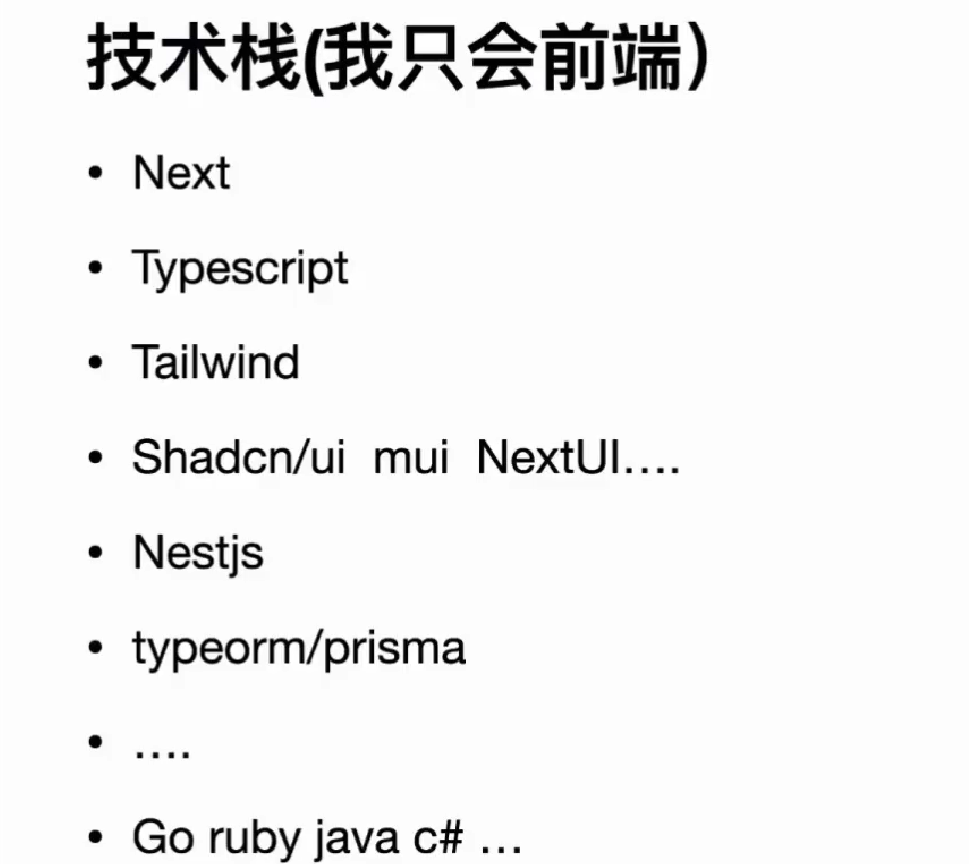 技术栈(我只会前端）
• Next
• Typescript
• Tailwind
• Shadcn/ui mui NextUI....
• Nestjs
• typeorm/prisma
• ....
• Go ruby java c# ...